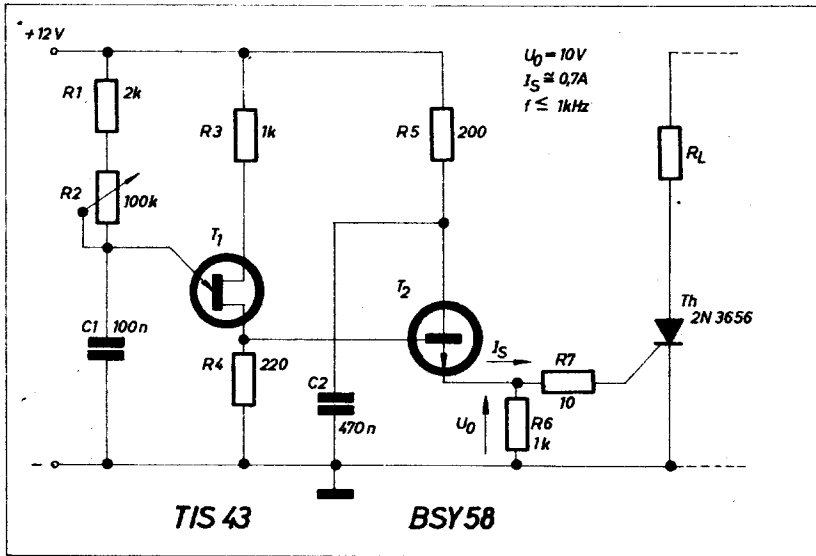 +12V
R1
2k
R2
100k
C1
100n
R3
1k
T1
R4
220
R5
200
C2
470n
T2
IS
U0
R6
1k
R7
10
U0 = 10V
IS ≅ 0,7A
f ≤ 1kHz
RL
Th
2N 3656
-
TIS 43
BSY 58